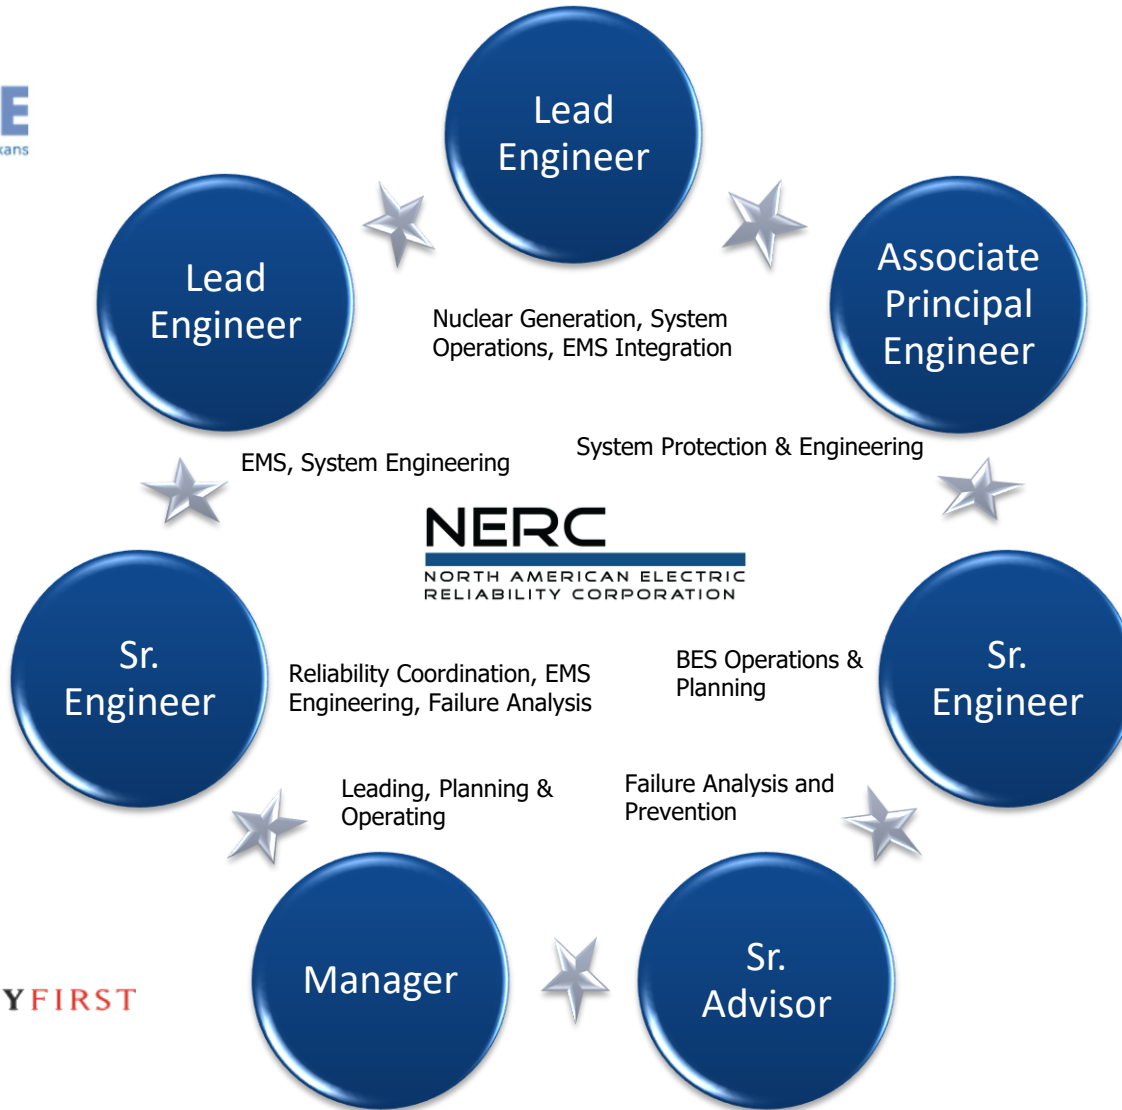 Lead
Engineer
E
xans
Lead
Engineer
Associate
Principal
Engineer
Nuclear Generation, System
Operations, EMS Integration
EMS, System Engineering
System Protection & Engineering
NERC
NORTH AMERICAN ELECTRIC
RELIABILITY CORPORATION
Sr.
Engineer
Reliability Coordination, EMS
Engineering, Failure Analysis
BES Operations &
Planning
Sr.
Engineer
Leading, Planning &
Operating
Failure Analysis and
Prevention
Manager
Sr.
Advisor
YFIRST